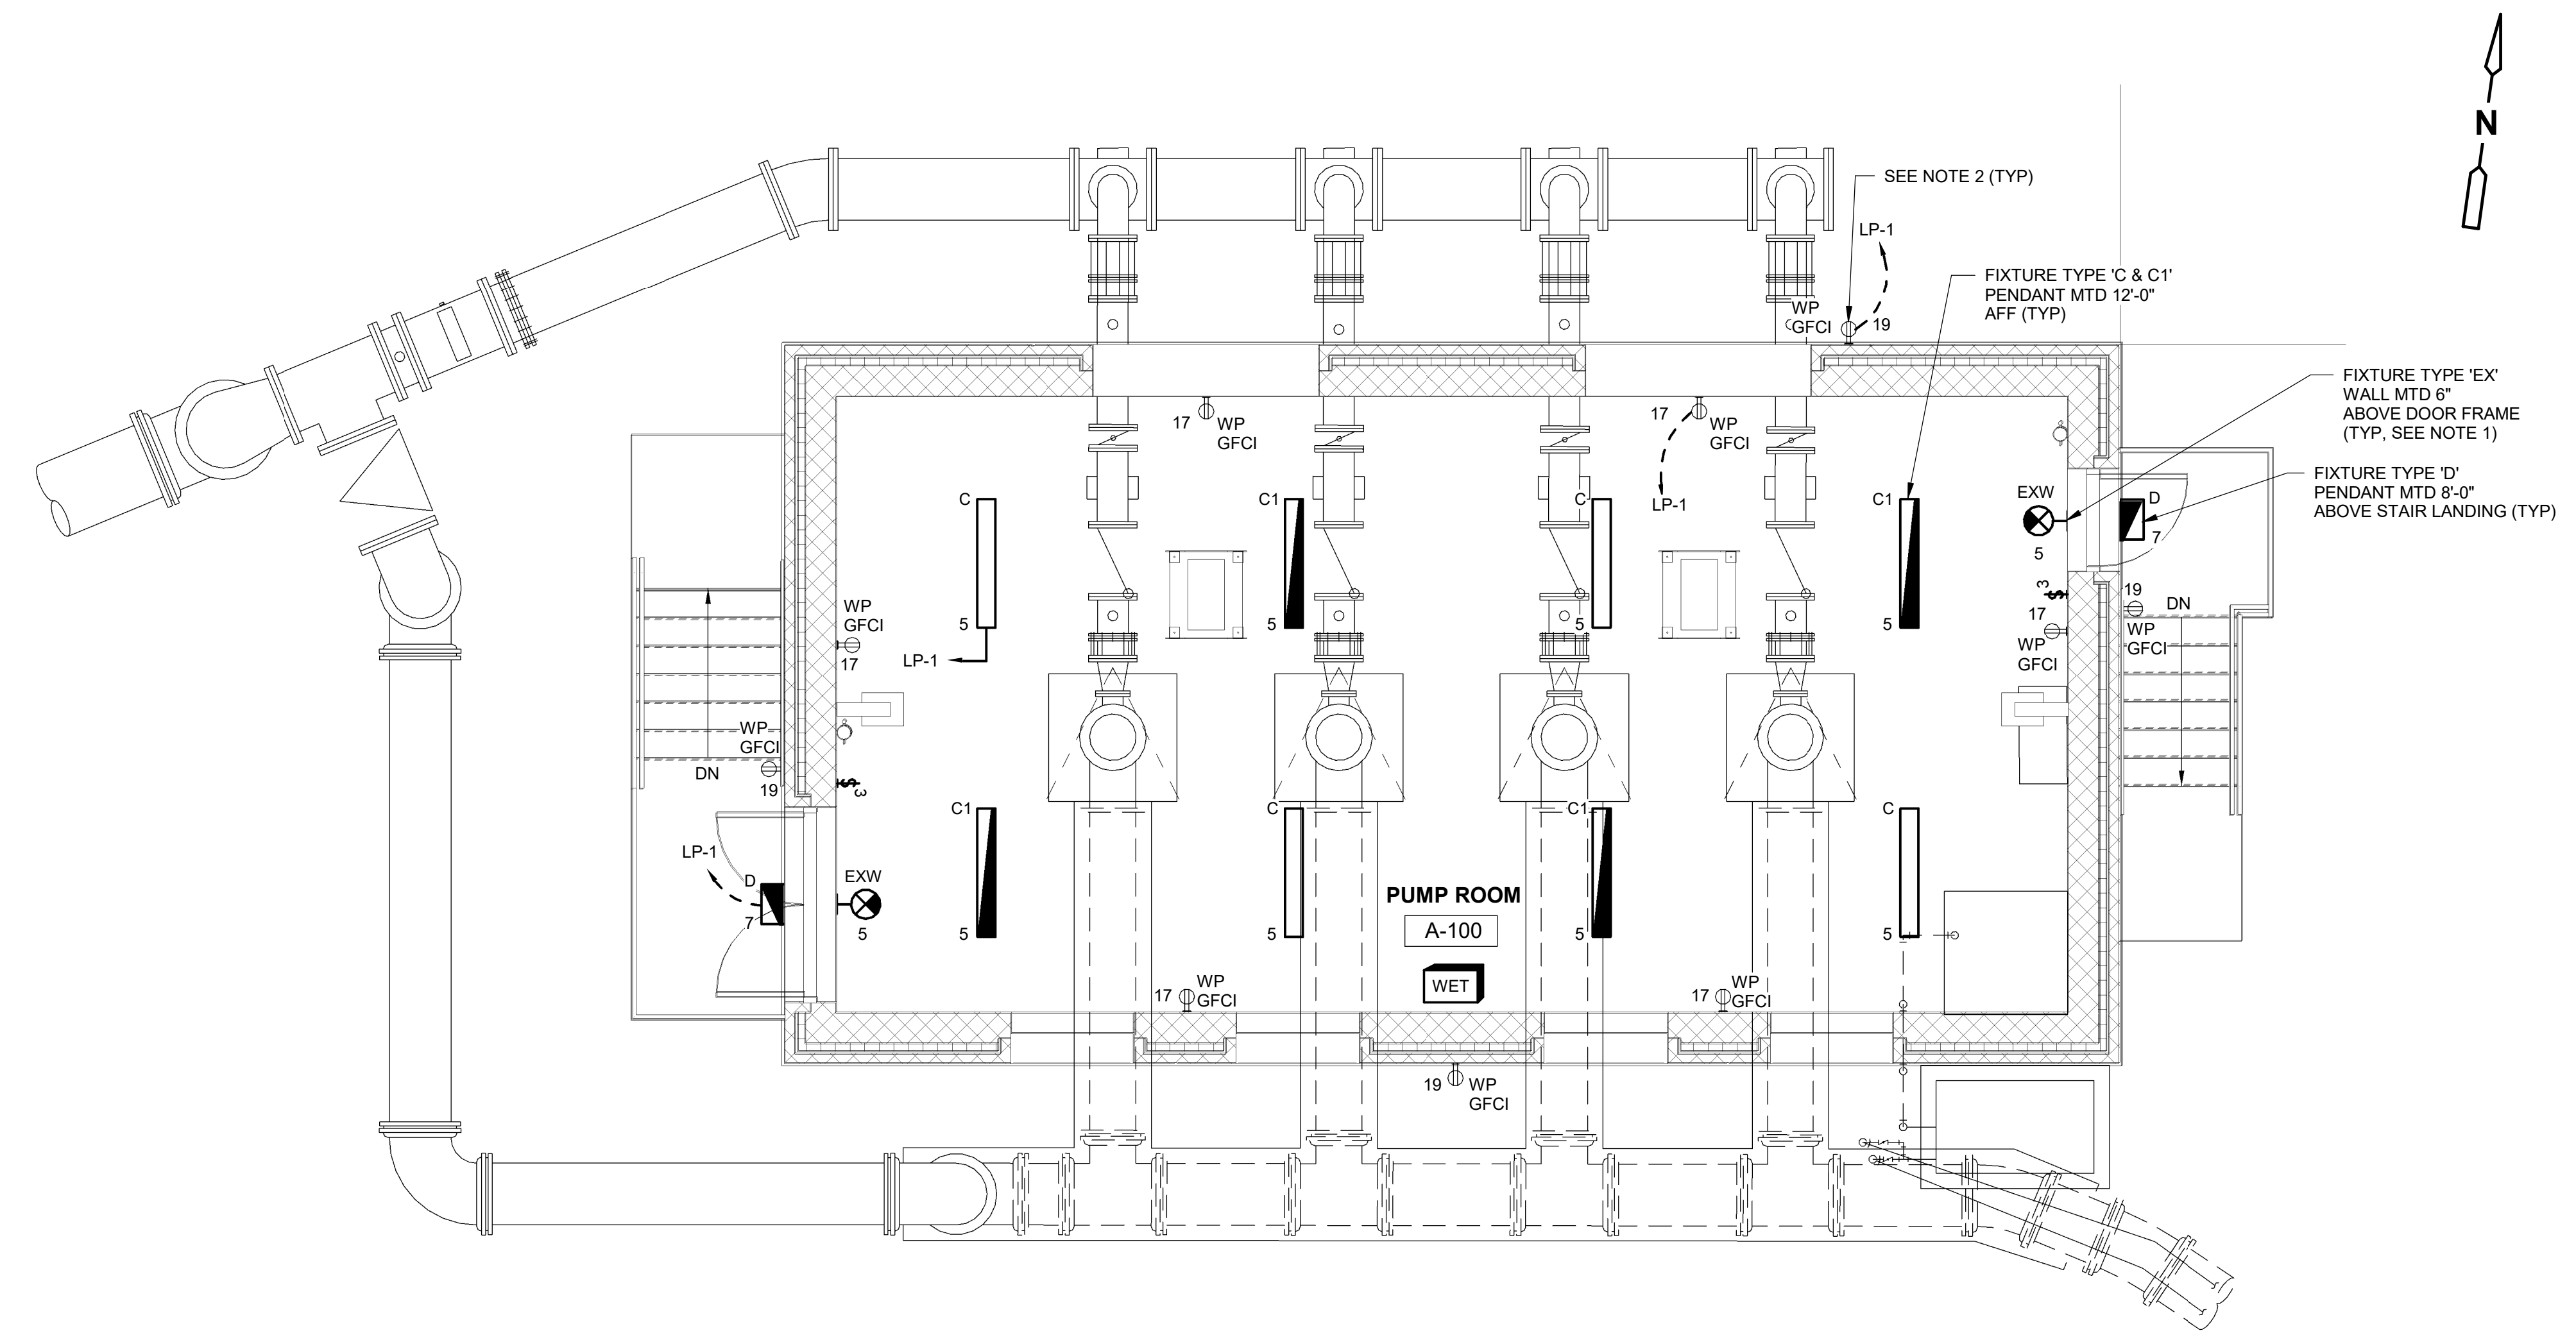 N
SEE NOTE 2 (TYP)
LP-1
FIXTURE TYPE 'C & C1'
PENDANT MTD 12'-0"
AFF (TYP)
WP
GFCI
19
FIXTURE TYPE 'EX'
WALL MTD 6"
ABOVE DOOR FRAME
(TYP, SEE NOTE 1)
17
WP
GFCI
17
WP
GFCI
FIXTURE TYPE 'D'
PENDANT MTD 8'-0"
ABOVE STAIR LANDING (TYP)
C
C1
C
LP-1
C1
EXW
D
5
7
3
WP
GFCI
17
5
LP-1
5
5
5
17
WP
GFCI
19
DN
WP
GFCI
WP
GFCI
DN
19
3
C1
C
C1
C
LP-1
D
7
EXW
5
5
5
5
5
PUMP ROOM
A-100
WET
17
WP
GFCI
17
WP
GFCI
19
WP
GFCI